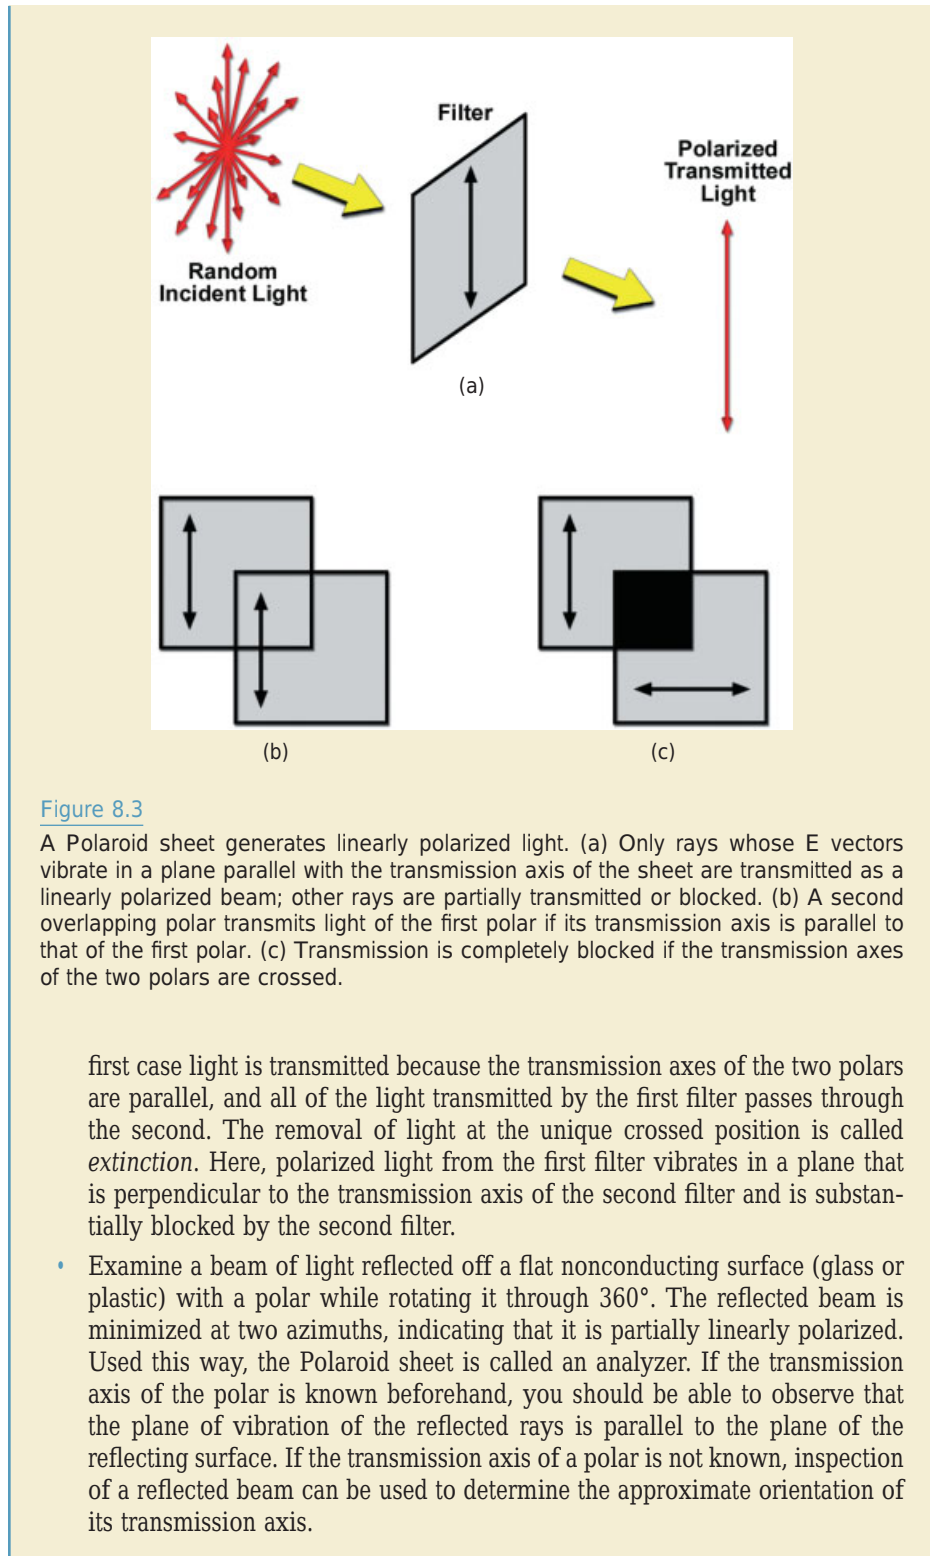 Filter
Polarized
Transmitted
Light
Random
Incident Light
(a)
(b)
(c)
Figure 8.3
A Polaroid sheet generates linearly polarized light. (a) Only rays whose E vectors
vibrate in a plane parallel with the transmission axis of the sheet are transmitted as a
linearly polarized beam; other rays are partially transmitted or blocked. (b) A second
overlapping polar transmits light of the first polar if its transmission axis is parallel to
that of the first polar. (c) Transmission is completely blocked if the transmission axes
of the two polars are crossed.
first case light is transmitted because the transmission axes of the two polars
are parallel, and all of the light transmitted by the first filter passes through
the second. The removal of light at the unique crossed position is called
extinction. Here, polarized light from the first filter vibrates in a plane that
is perpendicular to the transmission axis of the second filter and is substan-
tially blocked by the second filter.
• Examine a beam of light reflected off a flat nonconducting surface (glass or
plastic) with a polar while rotating it through 360°. The reflected beam is
minimized at two azimuths, indicating that it is partially linearly polarized.
Used this way, the Polaroid sheet is called an analyzer. If the transmission
axis of the polar is known beforehand, you should be able to observe that
the plane of vibration of the reflected rays is parallel to the plane of the
reflecting surface. If the transmission axis of a polar is not known, inspection
of a reflected beam can be used to determine the approximate orientation of
its transmission axis.